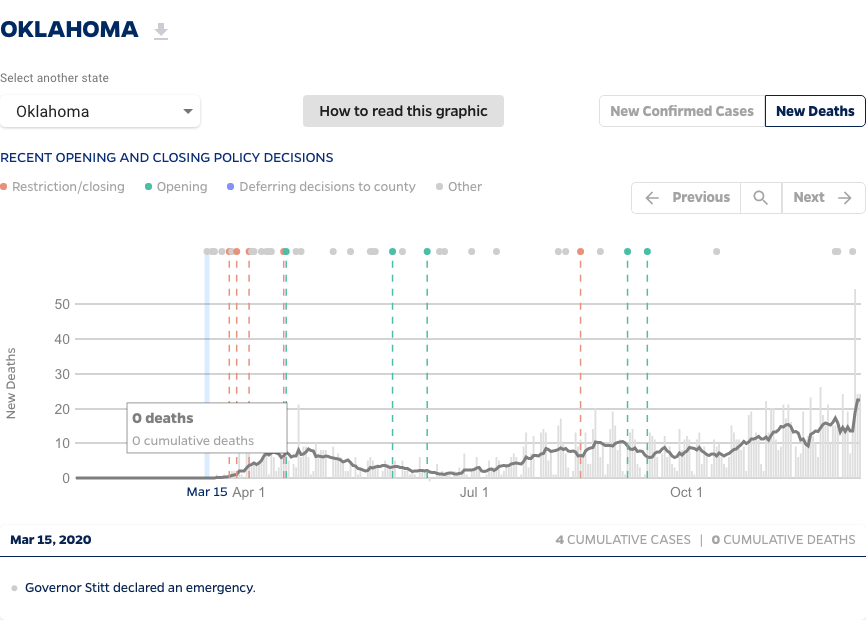 OKLAHOMA
Select another state
Oklahoma
How to read this graphic
New Confirmed Cases
New Deaths
RECENT OPENING AND CLOSING POLICY DECISIONS
Restriction/closing
Opening
Deferring decisions to county
Other
Previous
Next
50
40
30
20
10
0
New Deaths
0 deaths
0 cumulative deaths
Mar 15
Apr 1
Jul 1
Oct 1
Mar 15, 2020
4 CUMULATIVE CASES | 0 CUMULATIVE DEATHS
Governor Stitt declared an emergency.